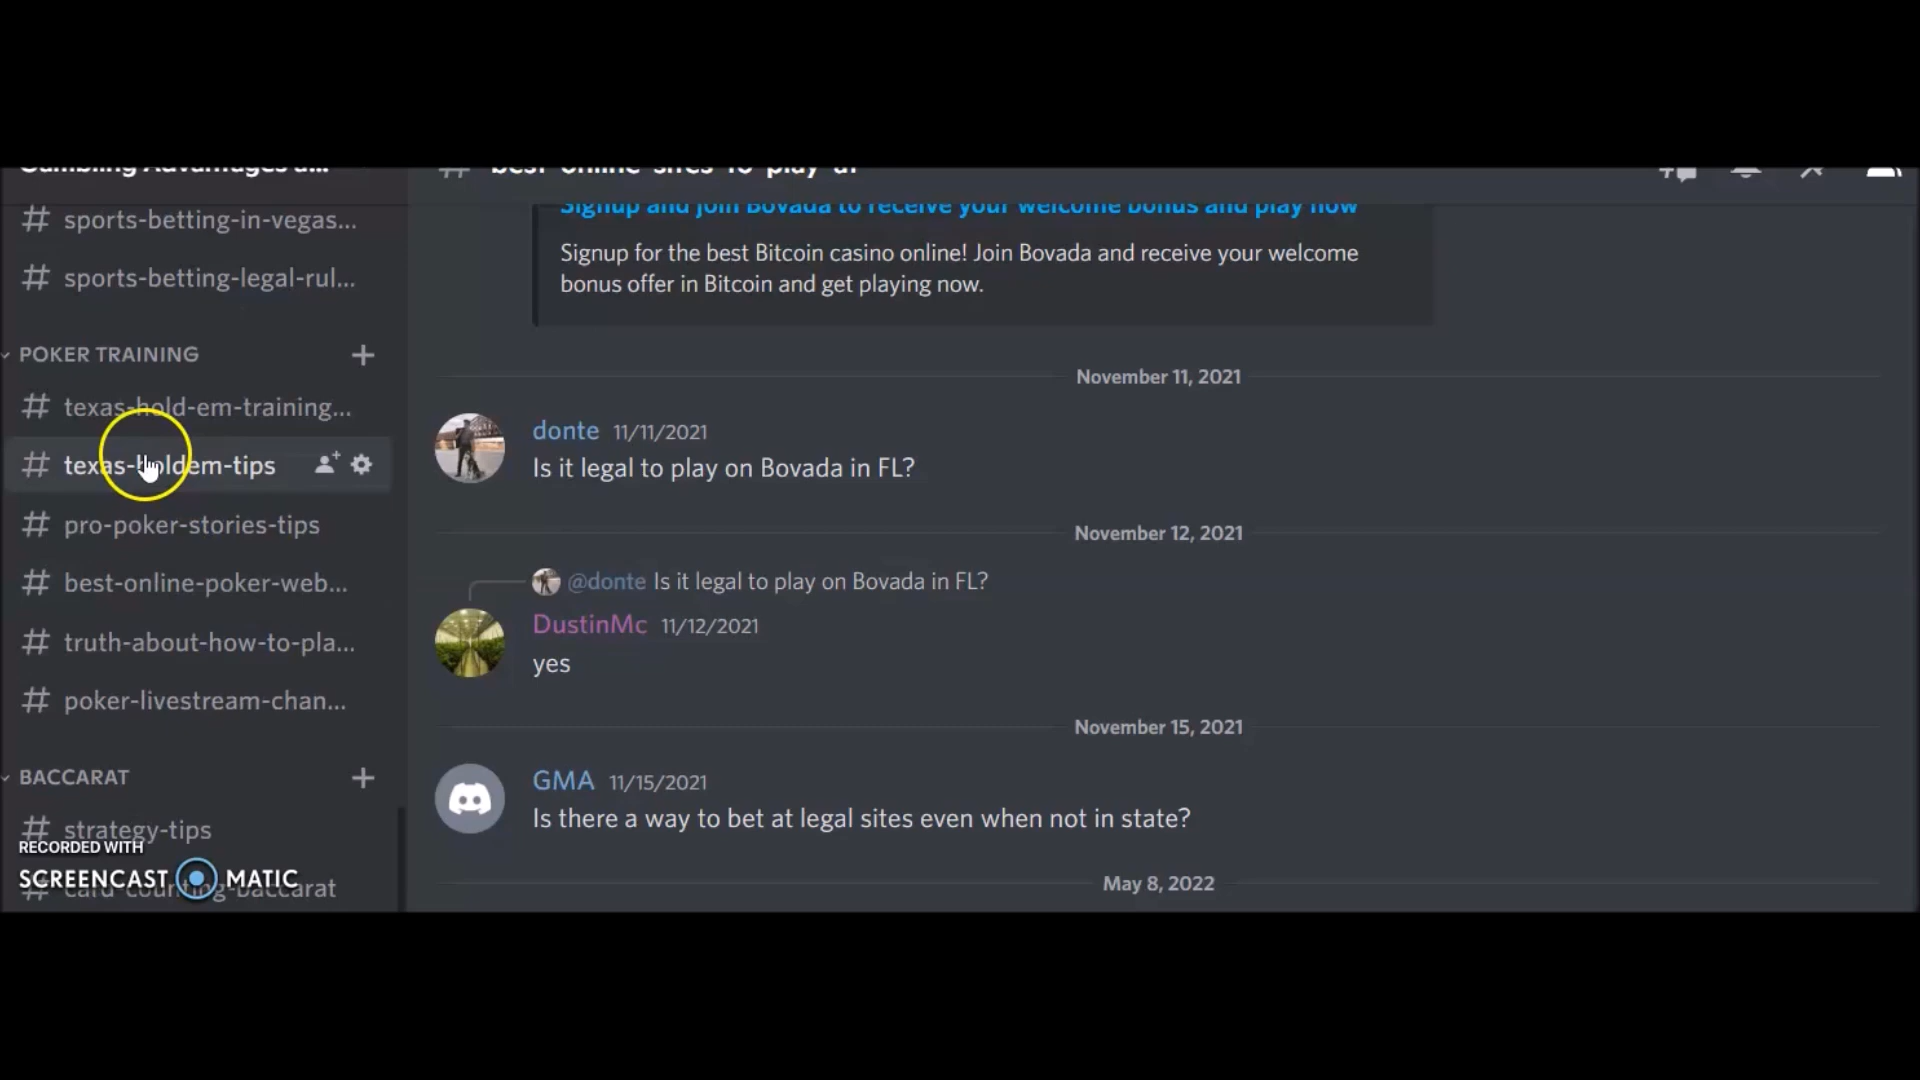 Gambling Advantages a...
# best-online-sites-to-play-at
# sports-betting-in-vegas...
# sports-betting-legal-rul...
POKER TRAINING
# texas-hold-em-training...
# texas-holdem-tips
# pro-poker-stories-tips
# best-online-poker-web...
# truth-about-how-to-pla...
# poker-livestream-chan...
BACCARAT
# strategy-tips
# card-counting-baccarat
RECORDED WITH
SCREENCAST MATIC
Signup and join Bovada to receive your welcome bonus and play now
Signup for the best Bitcoin casino online! Join Bovada and receive your welcome
bonus offer in Bitcoin and get playing now.
November 11, 2021
donte 11/11/2021
Is it legal to play on Bovada in FL?
November 12, 2021
@donte Is it legal to play on Bovada in FL?
DustinMc 11/12/2021
yes
November 15, 2021
GMA 11/15/2021
Is there a way to bet at legal sites even when not in state?
May 8, 2022